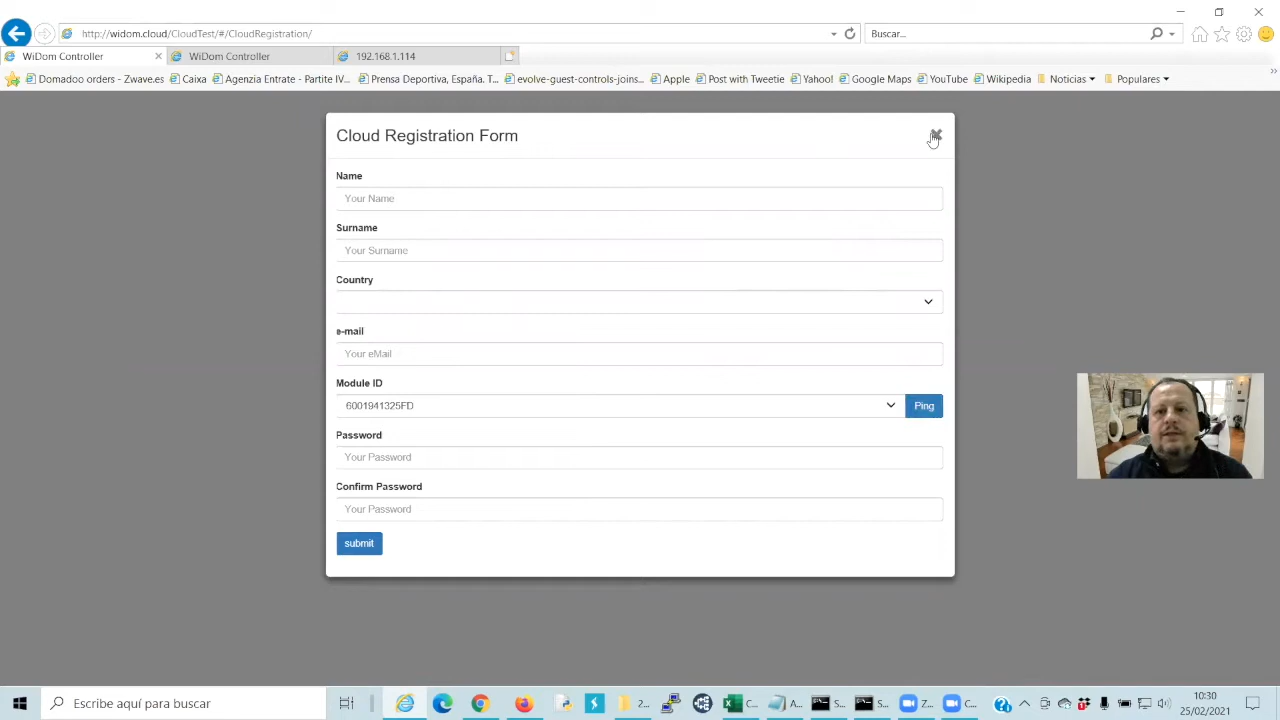 http://widom.cloud/CloudTest/#/CloudRegistration/
Buscar...
WiDom Controller
WiDom Controller
192.168.1.114
Domadoo orders - Zwave.es
Caixa
Agenzia Entrate - Partite IV...
Prensa Deportiva, España. T...
evolve-guest-controls-joins...
Apple
Post with Tweetie
Yahoo!
Google Maps
YouTube
Wikipedia
Noticias
Populares
Cloud Registration Form
Name
Your Name
Surname
Your Surname
Country
e-mail
Your eMail
Module ID
6001941325FD
Ping
Password
Your Password
Confirm Password
Your Password
submit
Escribe aquí para buscar
2...
C...
A...
S...
S...
Z...
C...
10:30
25/02/2021